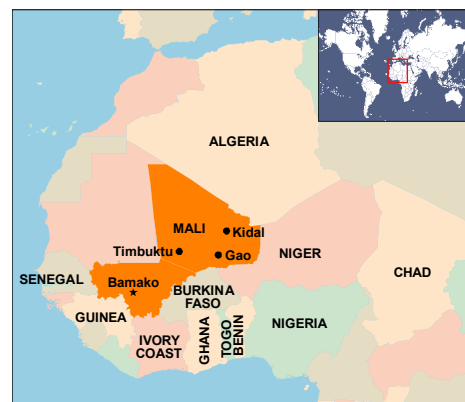 ALGERIA
MALI
Kidal
Timbuktu
Gao
NIGER
SENEGAL
Bamako
CHAD
BURKINA
FASO
GUINEA
NIGERIA
IVORY
COAST
GHANA
TOGO
BENIN